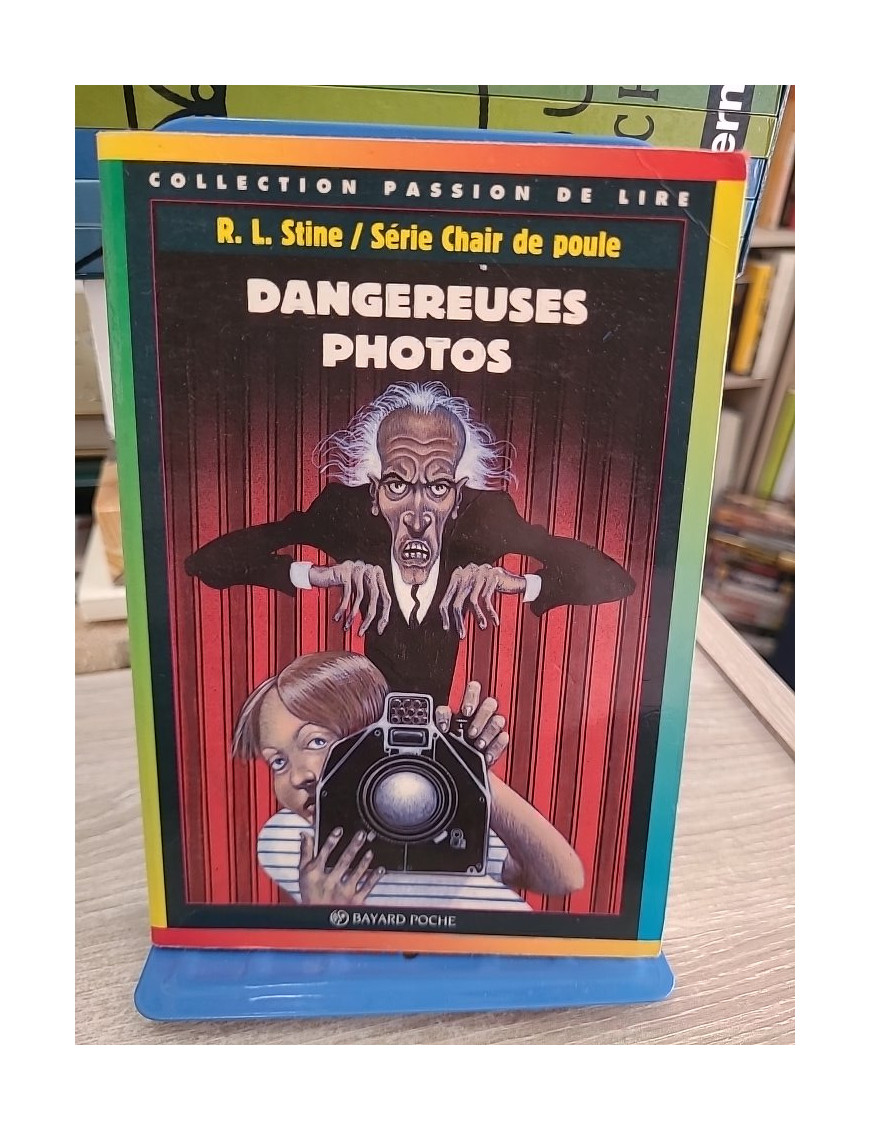 COLLECTION PASSION DE LIRE
R. L. Stine / Série Chair de poule
DANGEREUSES
PHOTOS
BAYARD POCHE